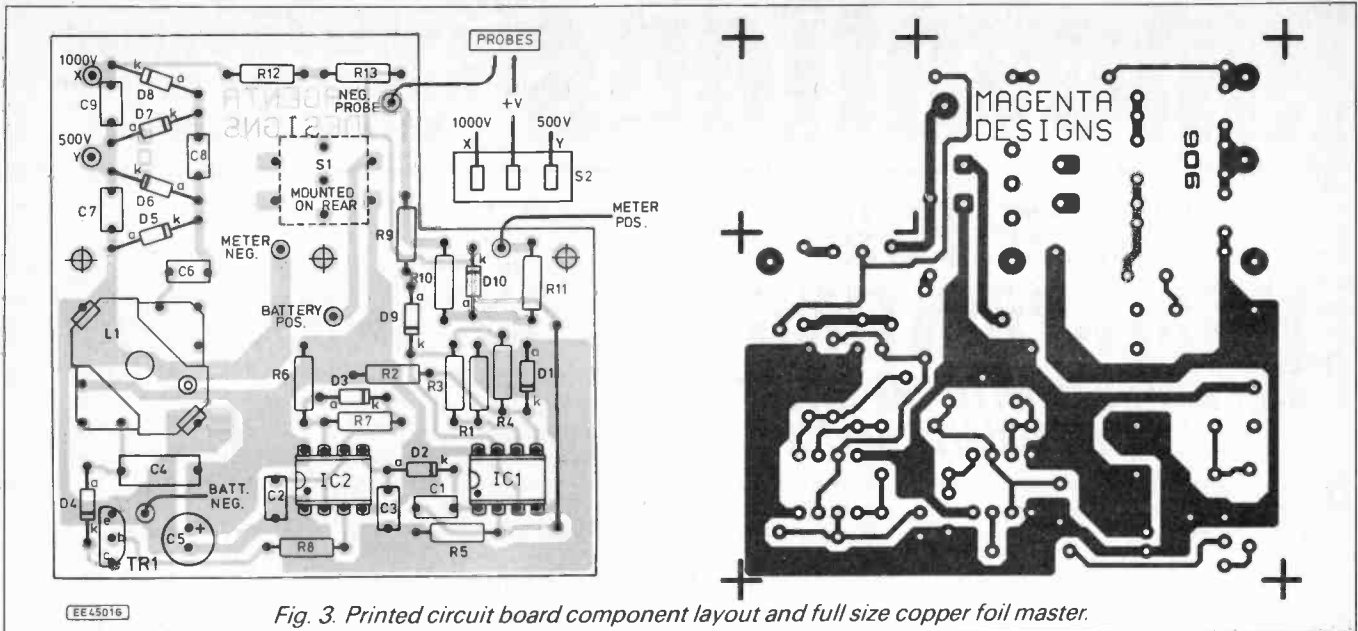 PROBES
1000V
X
k
a
D8
R12
R13
NEG.
PROBE
C9
D7
k
a
+V
1000V
X
500V
Y
S2
500V
Y
C8
S1
MOUNTED
ON REAR
k
D6
a
C7
D5
k
a
R9
METER
POS.
METER
NEG.
C6
R10
k
D10
a
R11
BATTERY
POS.
a
D9
k
L1
R6
R2
R3
D3
a
k
R7
R1
R4
a
D1
k
D2
a
k
IC2
IC1
C4
a
D4
k
BATT.
NEG.
C2
C3
C1
e
b
c
C5
+
R5
TR1
R8
MAGENTA
DESIGNS
906
EE4501G
Fig. 3. Printed circuit board component layout and full size copper foil master.